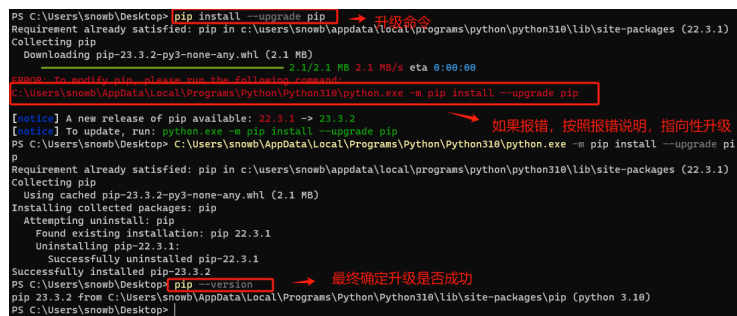 PS C:\Users\snowb\Desktop> pip install --upgrade pip
升级命令
Requirement already satisfied: pip in c:\users\snowb\appdata\local\programs\python\python310\lib\site-packages (22.3.1)
Collecting pip
Downloading pip-23.3.2-py3-none-any.whl (2.1 MB)
2.1/2.1 MB 2.1 MB/s eta 0:00:00
ERROR: To modify pip, please run the following command:
C:\Users\snowb\AppData\Local\Programs\Python\Python310\python.exe -m pip install --upgrade pip
[notice] A new release of pip available: 22.3.1 -> 23.3.2
如果报错，按照报错说明，指向性升级
[notice] To update, run: python.exe -m pip install --upgrade pip
PS C:\Users\snowb\Desktop> C:\Users\snowb\AppData\Local\Programs\Python\Python310\python.exe -m pip install --upgrade pi
p
Requirement already satisfied: pip in c:\users\snowb\appdata\local\programs\python\python310\lib\site-packages (22.3.1)
Collecting pip
Using cached pip-23.3.2-py3-none-any.whl (2.1 MB)
Installing collected packages: pip
Attempting uninstall: pip
Found existing installation: pip 22.3.1
Uninstalling pip-22.3.1:
Successfully uninstalled pip-22.3.1
Successfully installed pip-23.3.2
PS C:\Users\snowb\Desktop> pip --version
最终确定升级是否成功
pip 23.3.2 from C:\Users\snowb\AppData\Local\Programs\Python\Python310\lib\site-packages\pip (python 3.10)
PS C:\Users\snowb\Desktop>